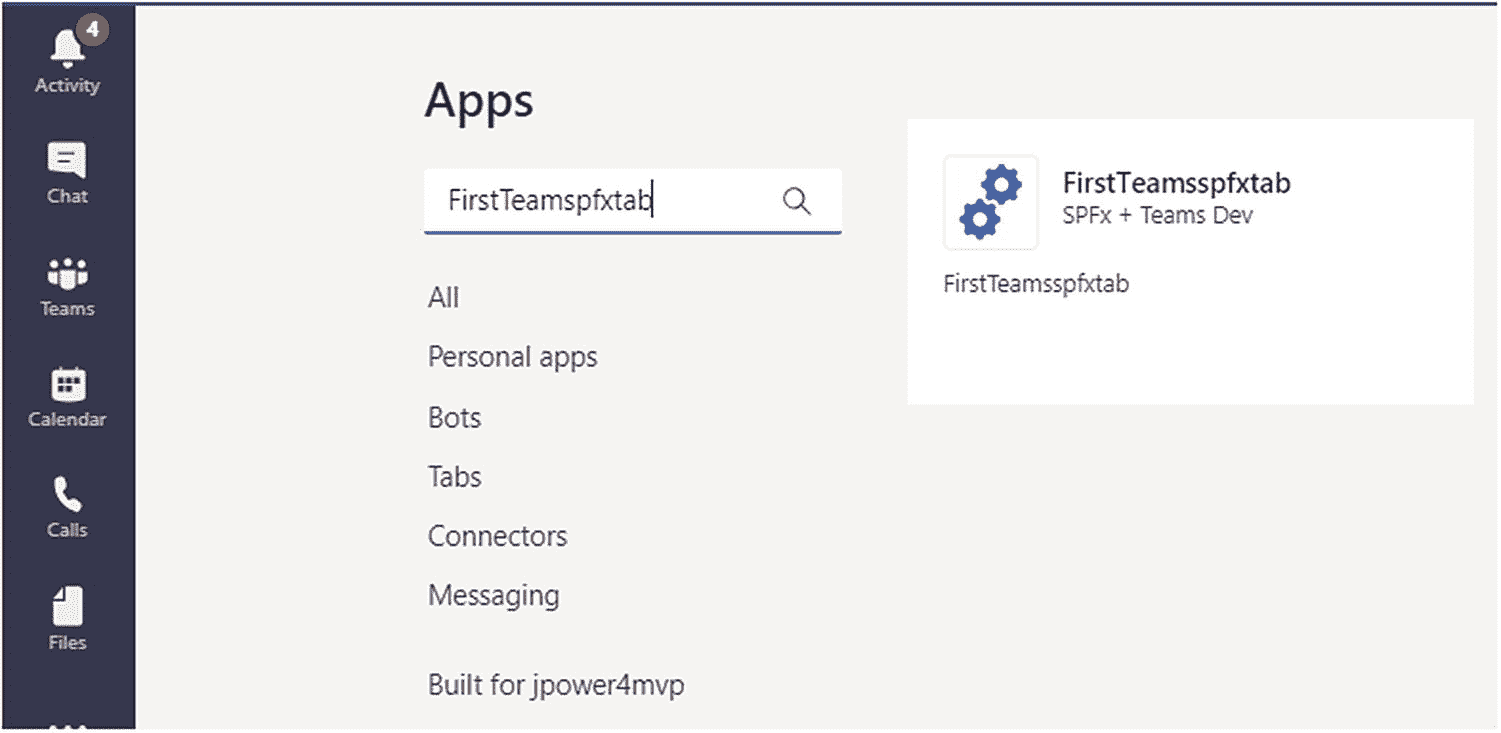 4
Activity
Chat
Teams
Calendar
Calls
Files
Apps
FirstTeamspfxtab
All
Personal apps
Bots
Tabs
Connectors
Messaging
Built for jpower4mvp
FirstTeamsspfxtab
SPFx + Teams Dev
FirstTeamsspfxtab